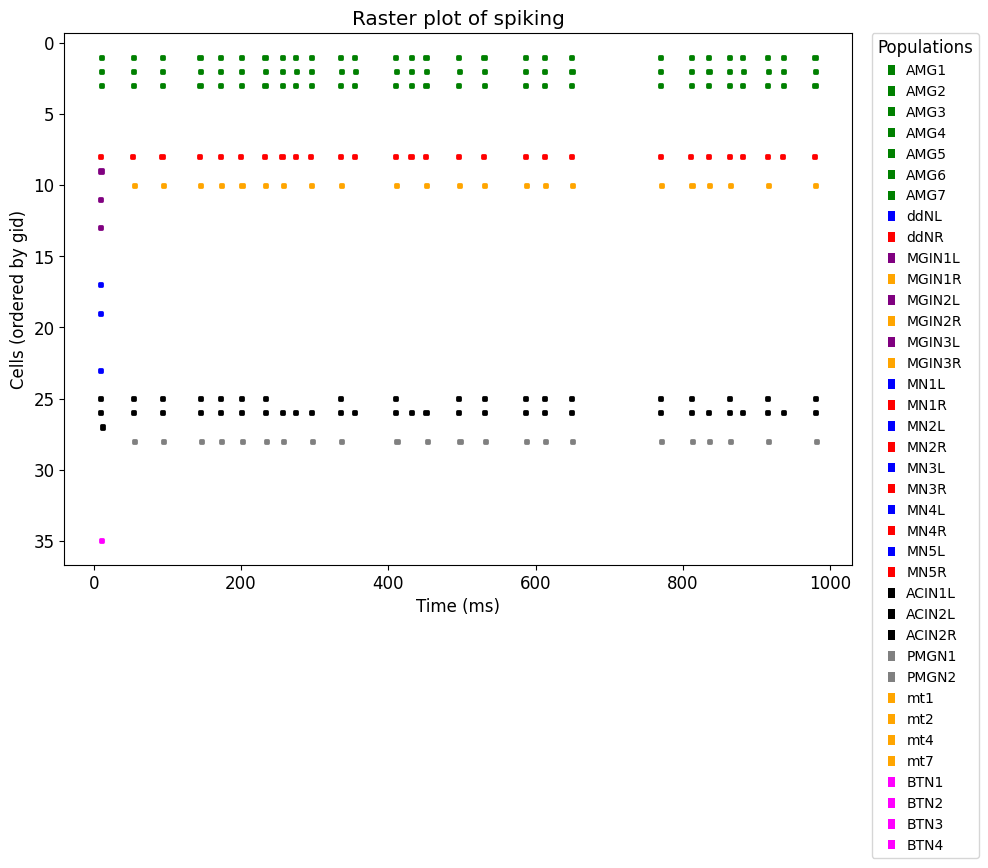 Raster plot of spiking
Populations
AMG1
AMG2
AMG3
AMG4
AMG5
AMG6
AMG7
ddNL
ddNR
MGIN1L
MGIN1R
MGIN2L
MGIN2R
MGIN3L
MGIN3R
MN1L
MN1R
MN2L
MN2R
MN3L
MN3R
MN4L
MN4R
MN5L
MN5R
ACIN1L
ACIN2L
ACIN2R
PMGN1
PMGN2
mt1
mt2
mt4
mt7
BTN1
BTN2
BTN3
BTN4
Cells (ordered by gid)
0
5
10
15
20
25
30
35
0 200 400 600 800 1000
Time (ms)